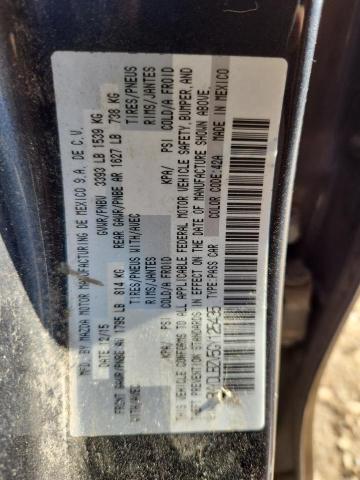 MFD. BY MAZDA MOTOR MANUFACTURING DE MEXICO S.A. DE C.V.
DATE: 12/15 GVWR/PNBV 3393 LB 1539 KG
FRONT GAWR/PNBE AV 1795 LB 814 KG REAR GAWR/PNBE AR 1627 LB 738 KG
WITH/AVEC TIRES/PNEUS
RIMS/JANTES
KPA/ PSI COLD/A FROID
TIRES/PNEUS WITH/AVEC
RIMS/JANTES
KPA/ PSI COLD/A FROID
THIS VEHICLE CONFORMS TO ALL APPLICABLE FEDERAL MOTOR VEHICLE SAFETY, BUMPER, AND
THEFT PREVENTION STANDARDS IN EFFECT ON THE DATE OF MANUFACTURE SHOWN ABOVE.
TYPE: PASS CAR COLOR CODE: 42A
MADE IN MEXICO